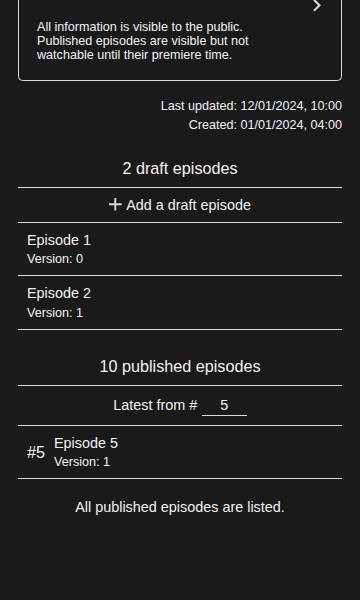 All information is visible to the public.
Published episodes are visible but not
watchable until their premiere time.
Last updated: 12/01/2024, 10:00
Created: 01/01/2024, 04:00
2 draft episodes
+ Add a draft episode
Episode 1
Version: 0
Episode 2
Version: 1
10 published episodes
Latest from # 5
#5 Episode 5
Version: 1
All published episodes are listed.